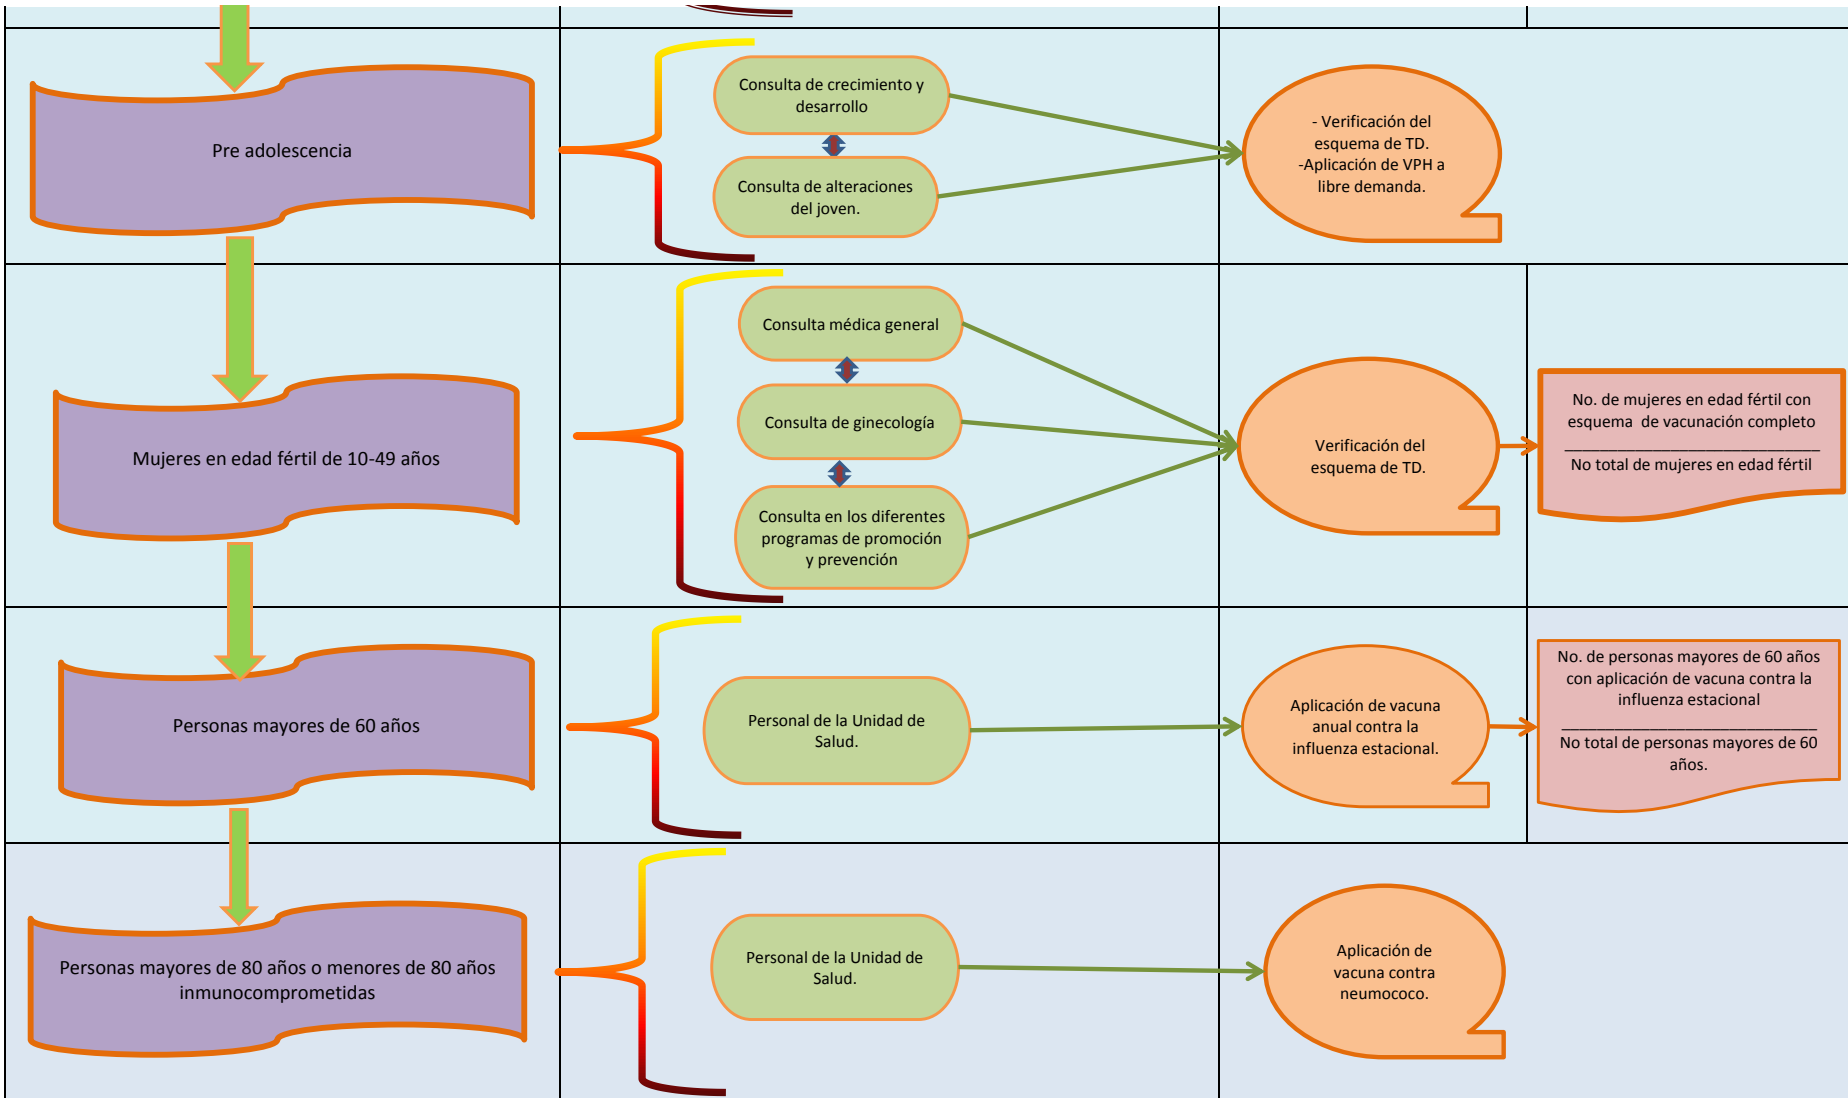 Pre adolescencia
Consulta de crecimiento y
desarrollo
Consulta de alteraciones
del joven.
- Verificación del
esquema de TD.
-Aplicación de VPH a
libre demanda.
Mujeres en edad fértil de 10-49 años
Consulta médica general
Consulta de ginecología
Consulta en los diferentes
programas de promoción
y prevención
Verificación del
esquema de TD.
No. de mujeres en edad fértil con
esquema de vacunación completo
No total de mujeres en edad fértil
Personas mayores de 60 años
Personal de la Unidad de
Salud.
Aplicación de vacuna
anual contra la
influenza estacional.
No. de personas mayores de 60 años
con aplicación de vacuna contra la
influenza estacional
No total de personas mayores de 60
años.
Personas mayores de 80 años o menores de 80 años
inmunocomprometidas
Personal de la Unidad de
Salud.
Aplicación de
vacuna contra
neumococo.